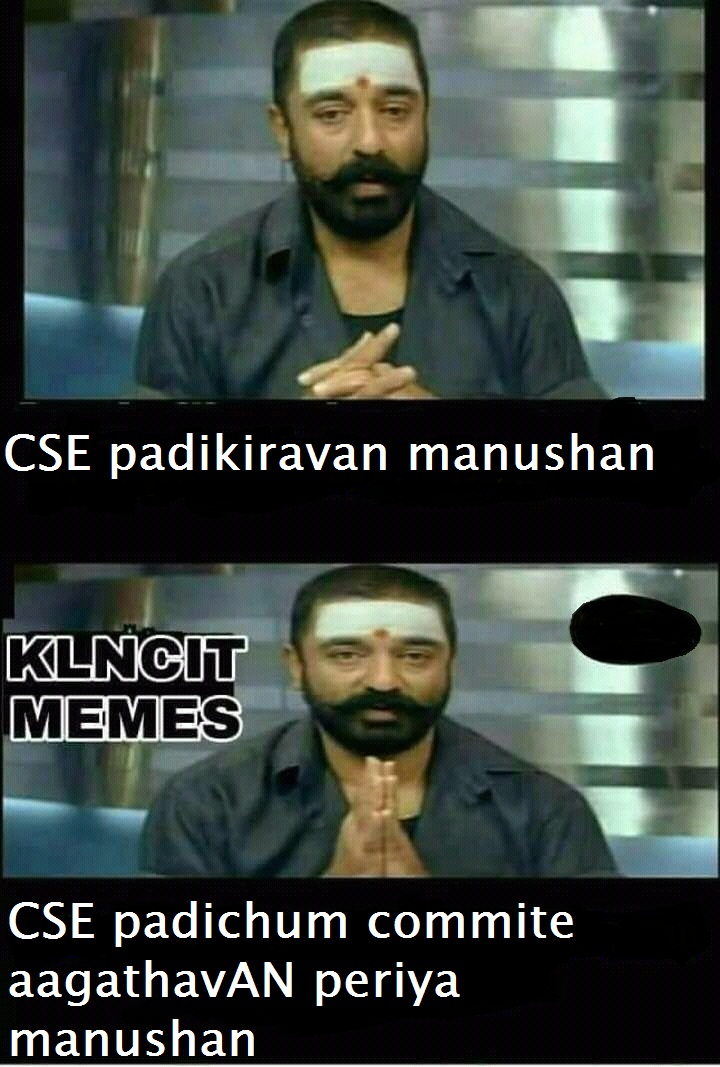 CSE padikiravan manushan
KLNCIT
MEMES
CSE padichum commite
aagathavAN periya
manushan